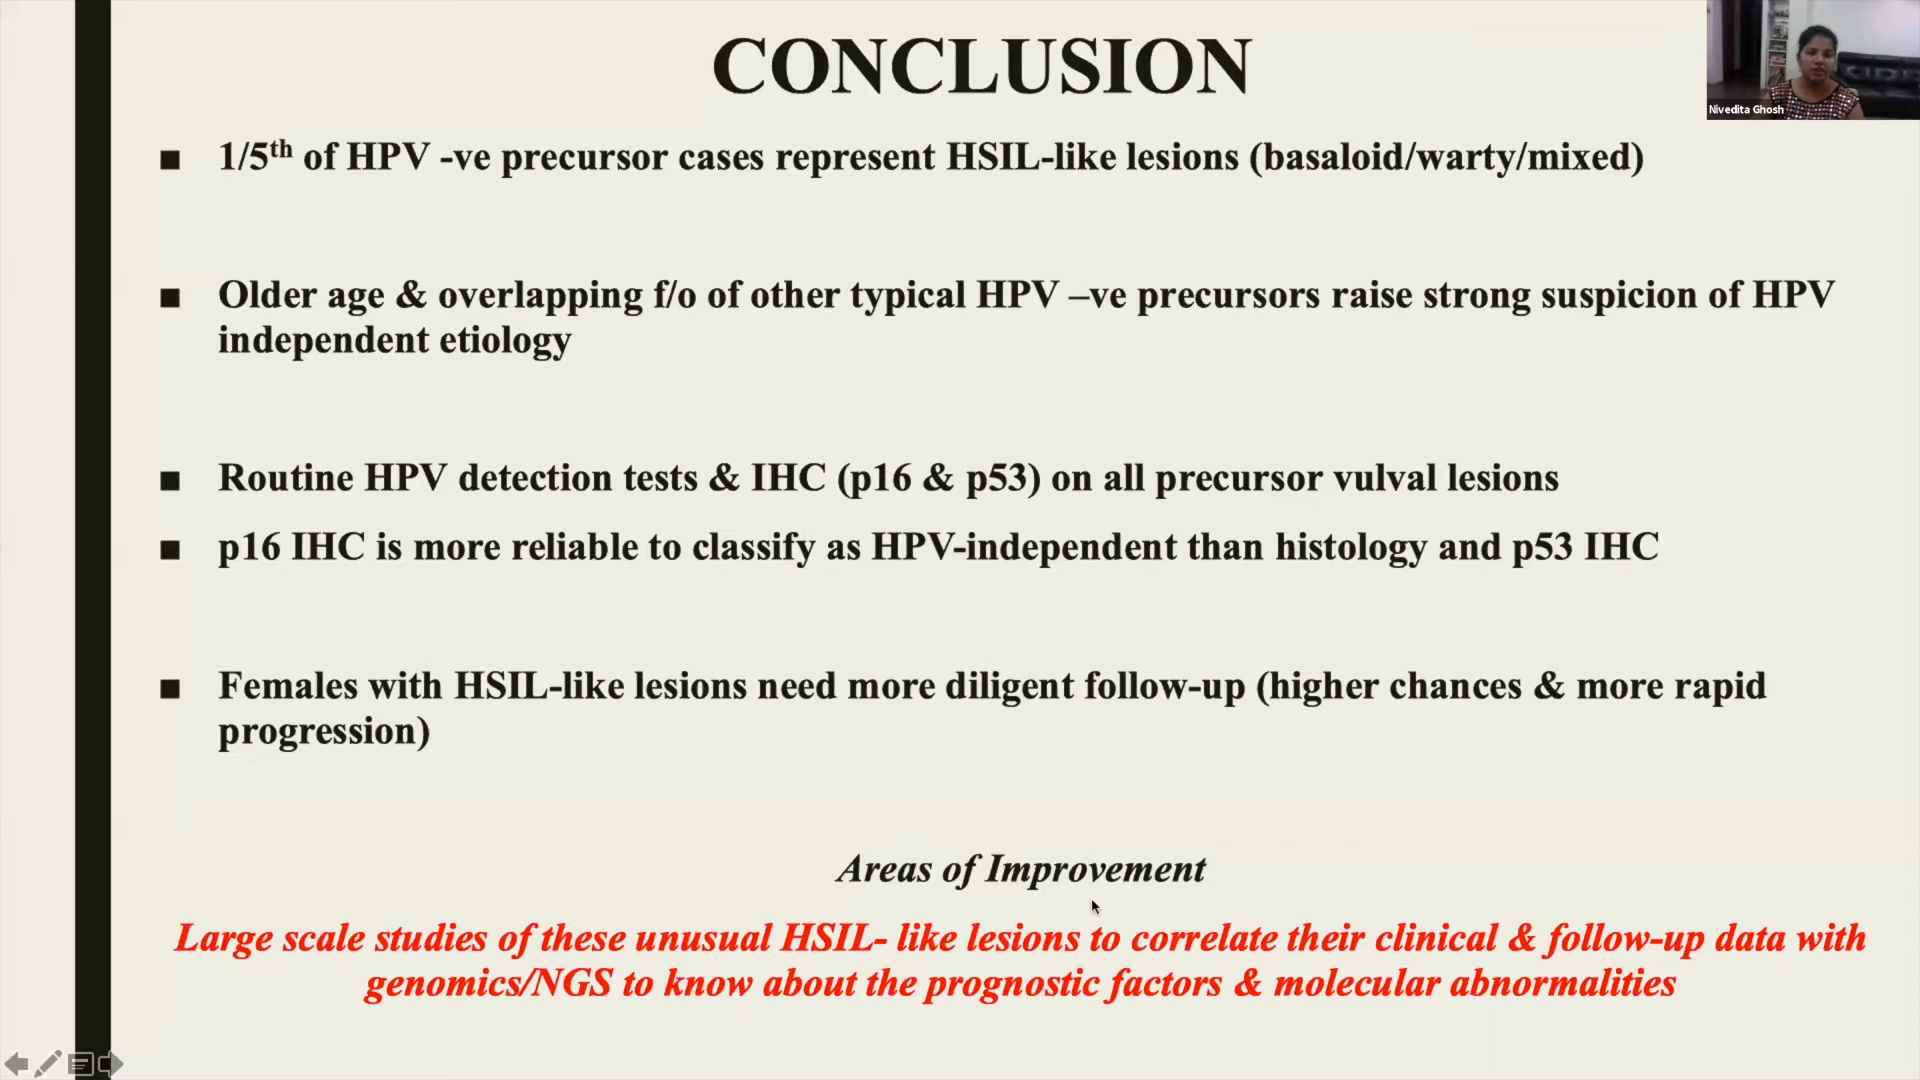 CONCLUSION
Nivedita Ghosh
■ 1/5th of HPV -ve precursor cases represent HSIL-like lesions (basaloid/warty/mixed)
■ Older age & overlapping f/o of other typical HPV –ve precursors raise strong suspicion of HPV
independent etiology
■ Routine HPV detection tests & IHC (p16 & p53) on all precursor vulval lesions
■ p16 IHC is more reliable to classify as HPV-independent than histology and p53 IHC
■ Females with HSIL-like lesions need more diligent follow-up (higher chances & more rapid
progression)
Areas of Improvement
Large scale studies of these unusual HSIL- like lesions to correlate their clinical & follow-up data with
genomics/NGS to know about the prognostic factors & molecular abnormalities